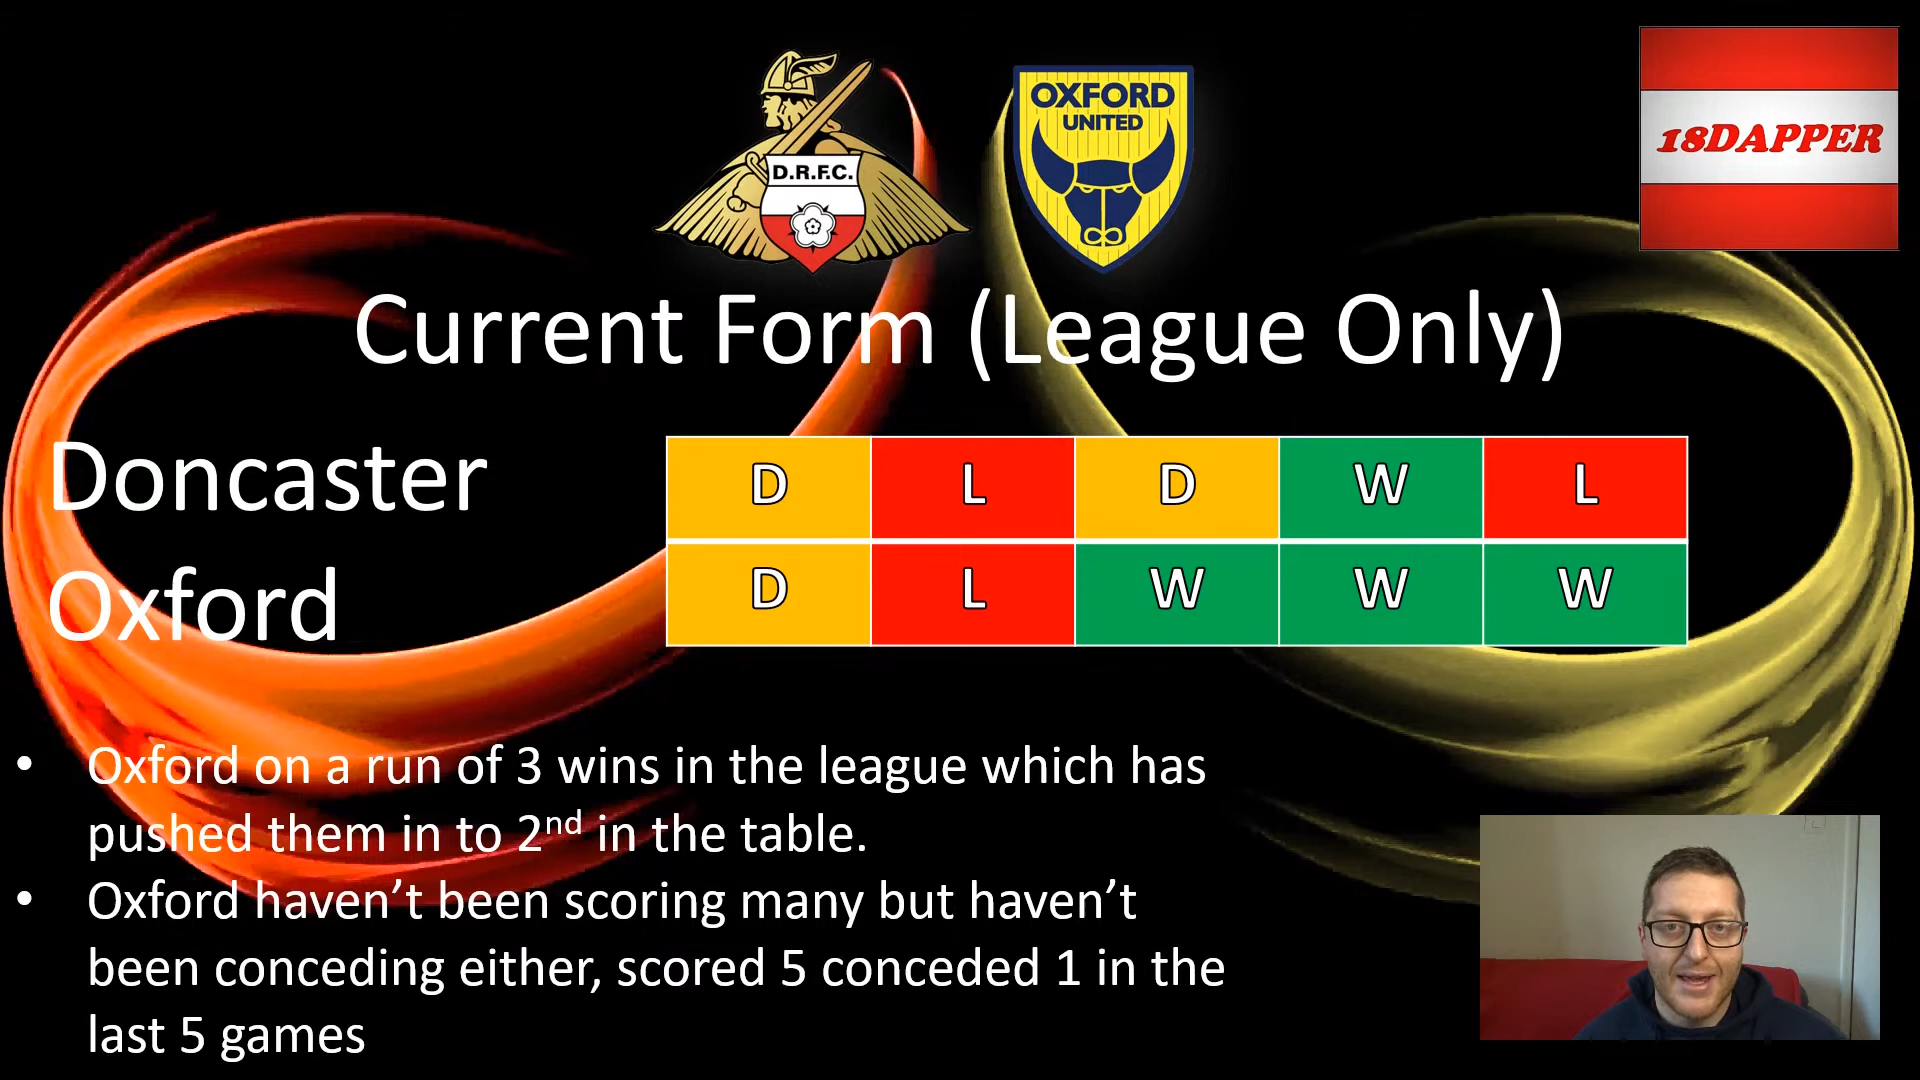 OXFORD
UNITED
D.R.F.C.
18DAPPER
Current Form (League Only)
Doncaster D L D W L
Oxford D L W W W
• Oxford on a run of 3 wins in the league which has
pushed them in to 2nd in the table.
• Oxford haven’t been scoring many but haven’t
been conceding either, scored 5 conceded 1 in the
last 5 games